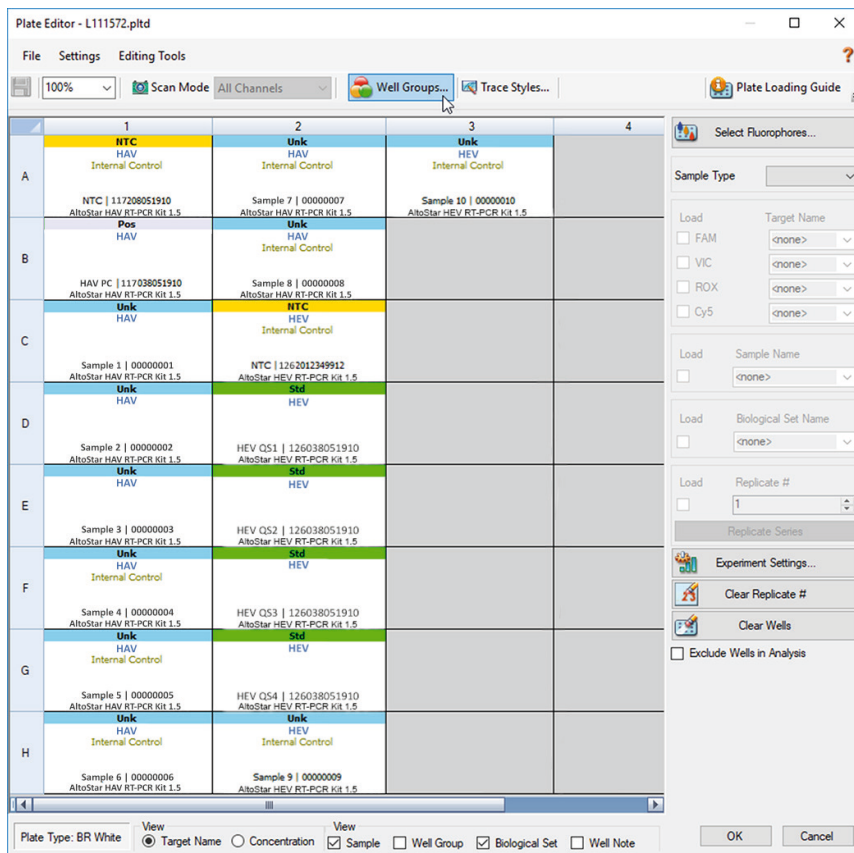 Plate Editor - L111572.pltd
File Settings Editing Tools ?
100% Scan Mode All Channels Well Groups... Trace Styles... Plate Loading Guide
1 2 3 4
Select Fluorophores...
Sample Type
Load Target Name
FAM <none>
VIC <none>
ROX <none>
Cy5 <none>
Load Sample Name
<none>
Load Biological Set Name
<none>
Load Replicate #
1
Replicate Series
Experiment Settings...
Clear Replicate #
Clear Wells
Exclude Wells in Analysis
A
NTC Unk Unk
HAV HAV HEV
Internal Control Internal Control Internal Control
NTC | 117208051910 Sample 7 | 00000007 Sample 10 | 00000010
AltoStar HAV RT-PCR Kit 1.5 AltoStar HAV RT-PCR Kit 1.5 AltoStar HEV RT-PCR Kit 1.5
B
Pos Unk
HAV HAV
Internal Control
HAV PC | 117038051910 Sample 8 | 00000008
AltoStar HAV RT-PCR Kit 1.5 AltoStar HAV RT-PCR Kit 1.5
C
Unk NTC
HAV HEV
Internal Control
Sample 1 | 00000001 NTC | 1262012349912
AltoStar HAV RT-PCR Kit 1.5 AltoStar HEV RT-PCR Kit 1.5
D
Unk Std
HAV HEV
Sample 2 | 00000002 HEV QS1 | 126038051910
AltoStar HAV RT-PCR Kit 1.5 AltoStar HEV RT-PCR Kit 1.5
E
Unk Std
HAV HEV
Sample 3 | 00000003 HEV QS2 | 126038051910
AltoStar HAV RT-PCR Kit 1.5 AltoStar HEV RT-PCR Kit 1.5
F
Unk Std
HAV HEV
Internal Control
Sample 4 | 00000004 HEV QS3 | 126038051910
AltoStar HAV RT-PCR Kit 1.5 AltoStar HEV RT-PCR Kit 1.5
G
Unk Std
HAV HEV
Internal Control
Sample 5 | 00000005 HEV QS4 | 126038051910
AltoStar HAV RT-PCR Kit 1.5 AltoStar HEV RT-PCR Kit 1.5
H
Unk Unk
HAV HEV
Internal Control Internal Control
Sample 6 | 00000006 Sample 9 | 00000009
AltoStar HAV RT-PCR Kit 1.5 AltoStar HEV RT-PCR Kit 1.5
View View
Plate Type: BR White Target Name Concentration Sample Well Group Biological Set Well Note OK Cancel